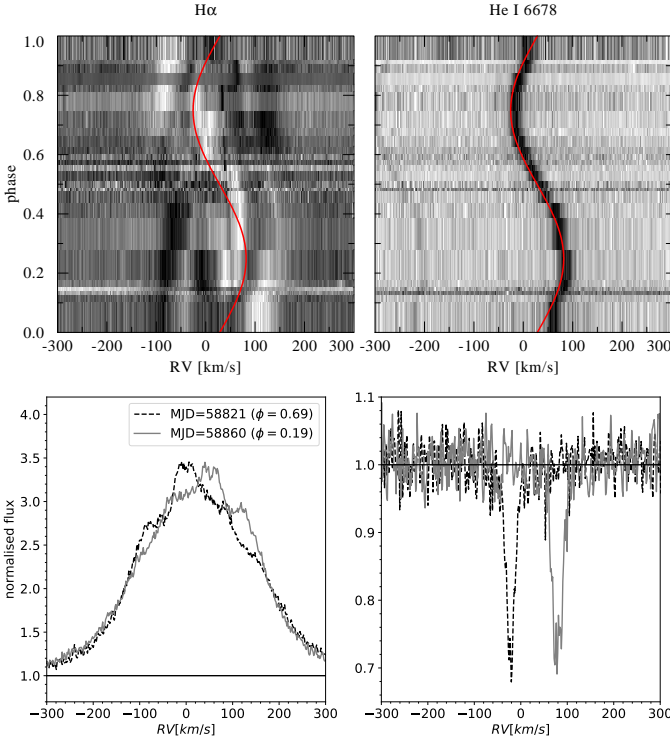 Hα He I 6678
1.0
0.8
0.6
0.4
0.2
0.0
phase
-300 -200 -100 0 100 200 300 -200 -100 0 100 200 300
RV [km/s] RV [km/s]
4.0
3.5
3.0
2.5
2.0
1.5
1.0
normalised flux
MJD=58821 (ϕ = 0.69)
MJD=58860 (ϕ = 0.19)
−300 −200 −100 0 100 200 300
RV[km/s]
1.1
1.0
0.9
0.8
0.7
−300 −200 −100 0 100 200 300
RV[km/s]